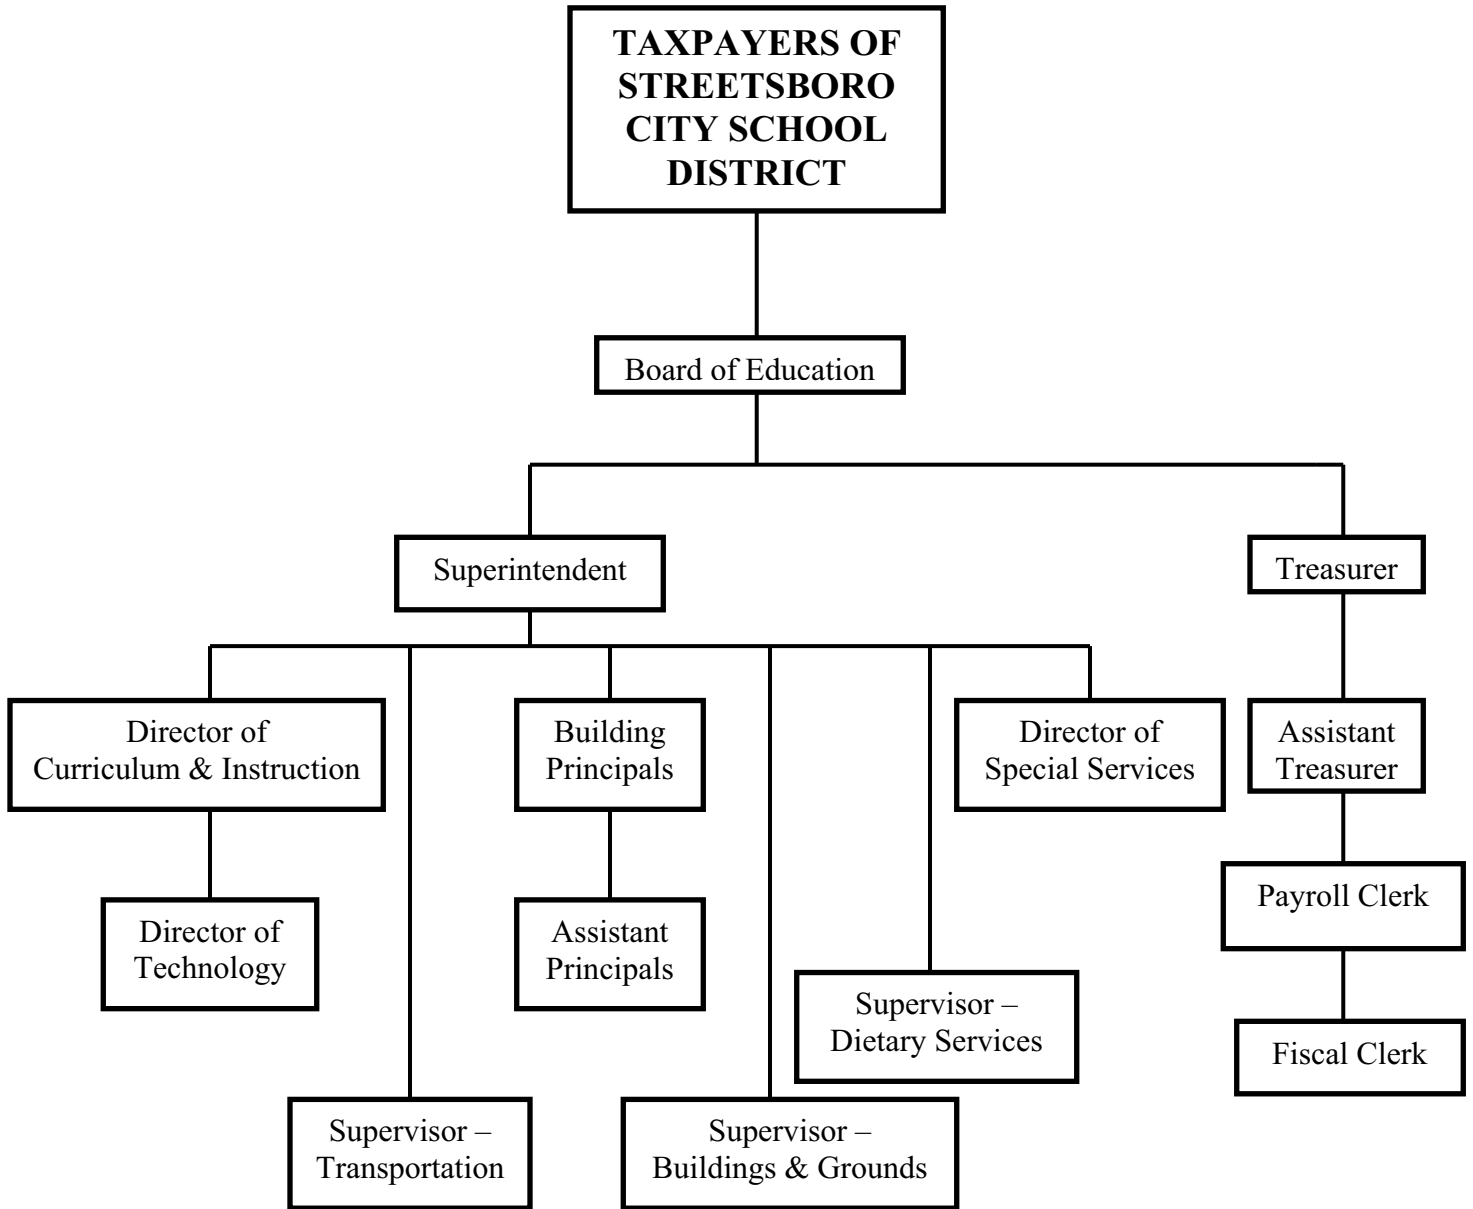 TAXPAYERS OF
STREETSBORO
CITY SCHOOL
DISTRICT
Board of Education
Superintendent
Treasurer
Director of
Curriculum & Instruction
Building
Principals
Director of
Special Services
Assistant
Treasurer
Payroll Clerk
Director of
Technology
Assistant
Principals
Supervisor –
Dietary Services
Fiscal Clerk
Supervisor –
Transportation
Supervisor –
Buildings & Grounds